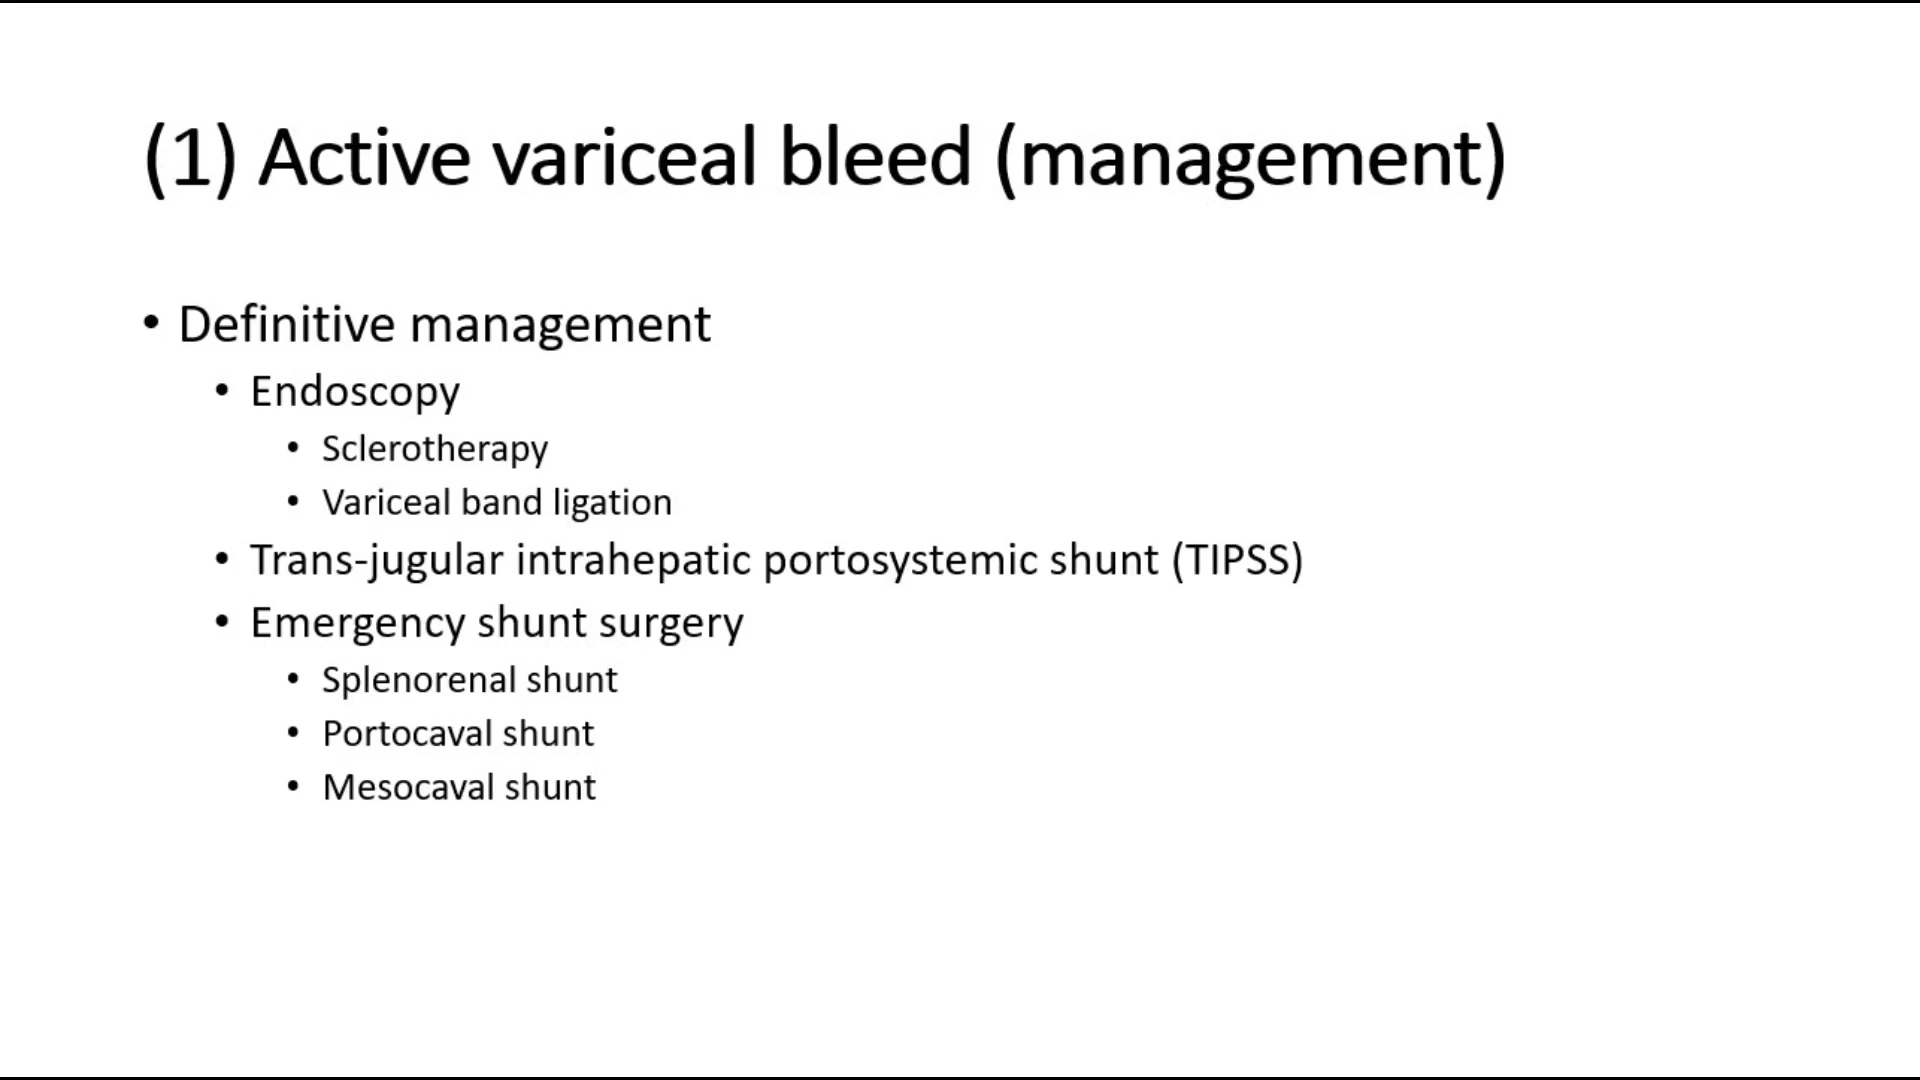 (1) Active variceal bleed (management)
• Definitive management
• Endoscopy
• Sclerotherapy
• Variceal band ligation
• Trans-jugular intrahepatic portosystemic shunt (TIPSS)
• Emergency shunt surgery
• Splenorenal shunt
• Portocaval shunt
• Mesocaval shunt